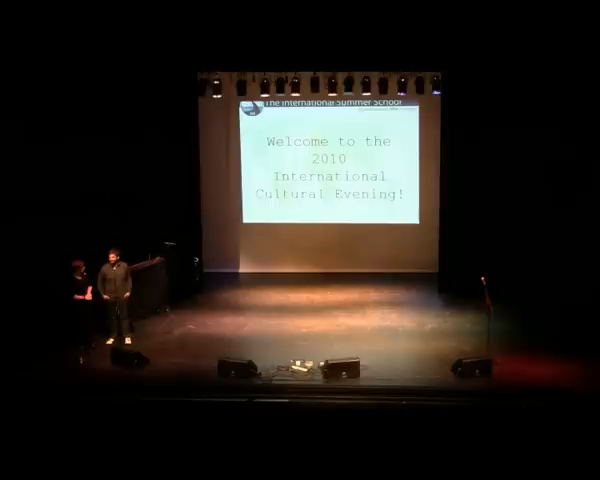 The International Summer School
Welcome to the
2010
International
Cultural Evening!